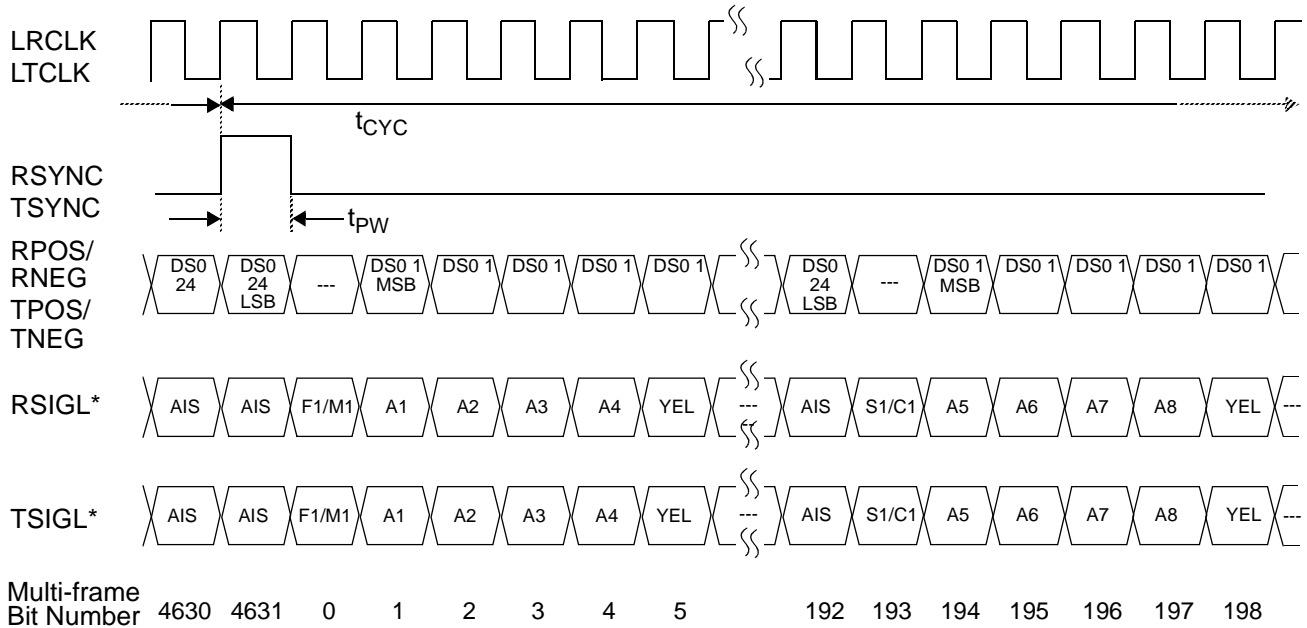 LRCLK
LTCLK
tCYC
RSYNC
TSYNC
tPW
RPOS/
RNEG
TPOS/
TNEG
DS0 24
DS0 24 LSB
---
DS0 1 MSB
DS0 1
DS0 1
DS0 1
DS0 1
DS0 24 LSB
---
DS0 1 MSB
DS0 1
DS0 1
DS0 1
DS0 1
RSIGL*
AIS AIS F1/M1 A1 A2 A3 A4 YEL --- AIS S1/C1 A5 A6 A7 A8 YEL ---
TSIGL*
AIS AIS F1/M1 A1 A2 A3 A4 YEL --- AIS S1/C1 A5 A6 A7 A8 YEL ---
Multi-frame
Bit Number 4630 4631 0 1 2 3 4 5 192 193 194 195 196 197 198